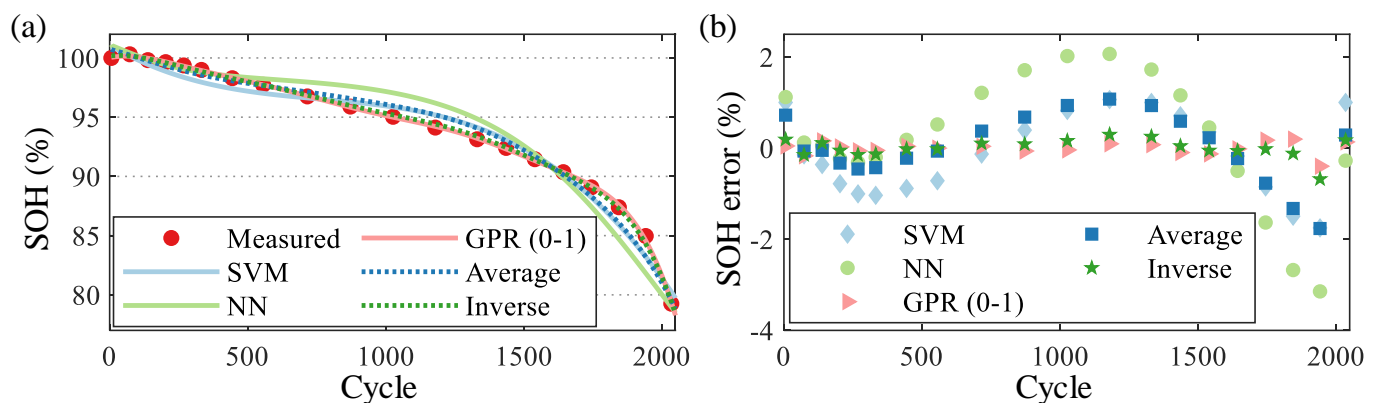 (a)
100
95
90
85
80
SOH (%)
Measured
SVM
NN
GPR (0-1)
Average
Inverse
0
500
1000
1500
2000
Cycle
(b)
2
0
-2
-4
SOH error (%)
SVM
NN
GPR (0-1)
Average
Inverse
0
500
1000
1500
2000
Cycle